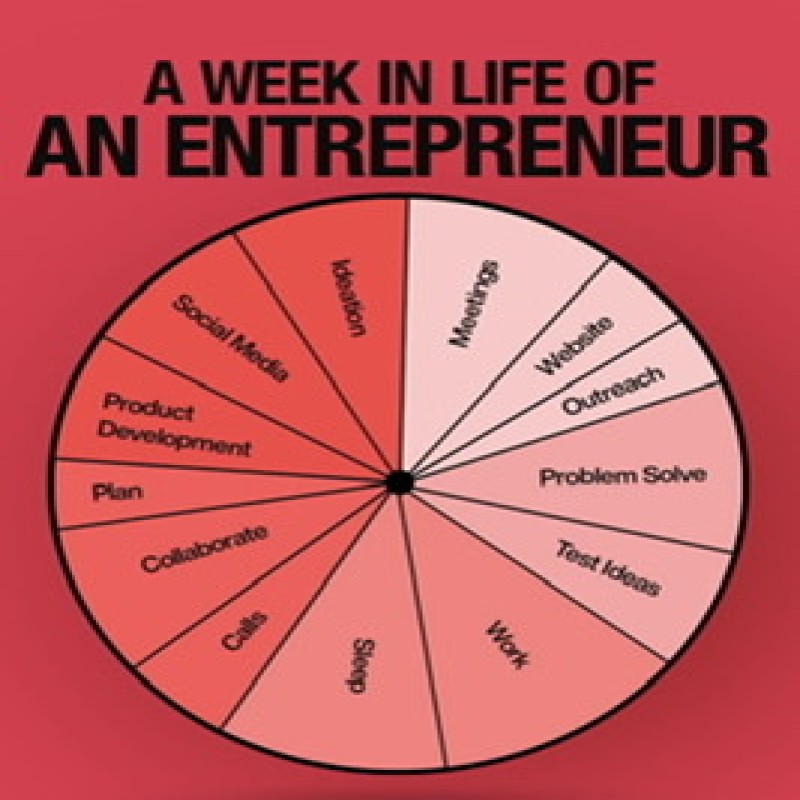 A WEEK IN LIFE OF
AN ENTREPRENEUR
Meetings
Website
Outreach
Problem Solve
Test Ideas
Work
Sleep
Calls
Collaborate
Plan
Product
Development
Social Media
Ideation